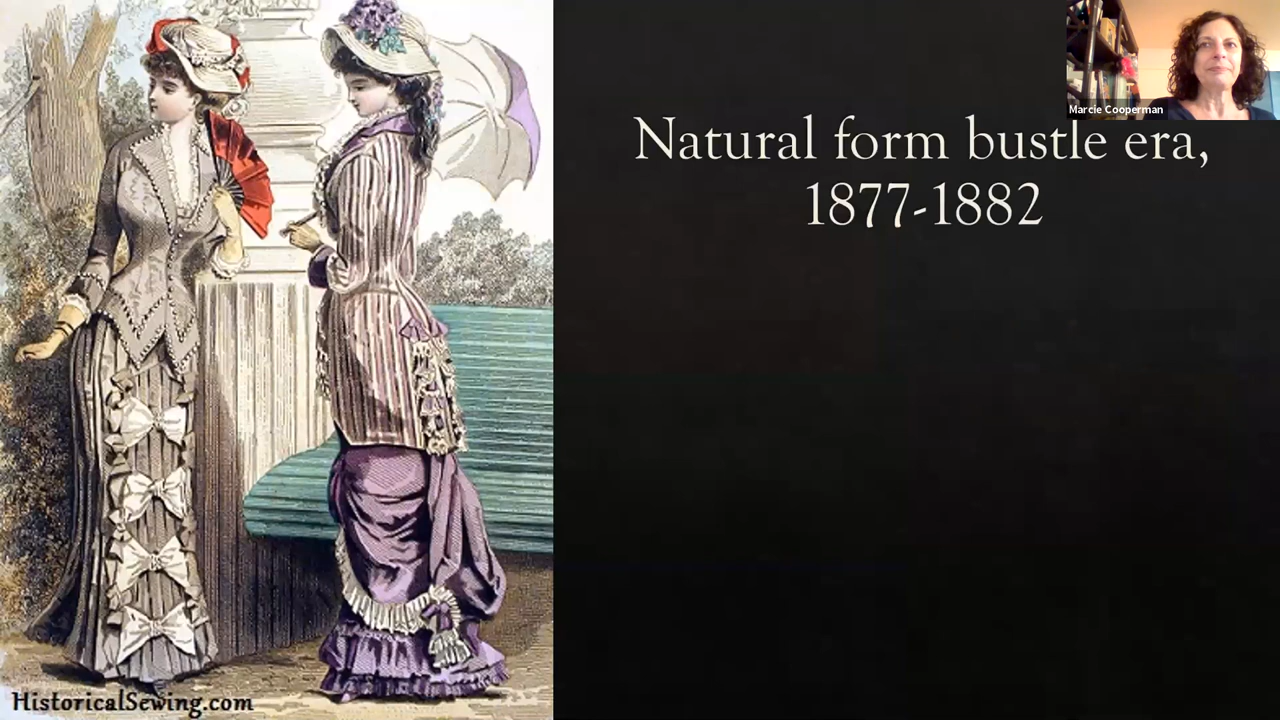 Marcie Cooperman
Natural form bustle era,
1877-1882
HistoricalSewing.com